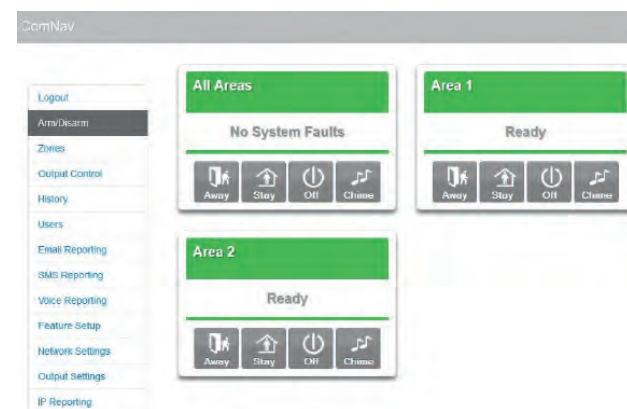 ComNav
Logout
Arm/Disarm
Zones
Output Control
History
Users
Email Reporting
SMS Reporting
Voice Reporting
Feature Setup
Network Settings
Output Settings
IP Reporting
All Areas
No System Faults
Away Stay Off Chime
Area 1
Ready
Away Stay Off Chime
Area 2
Ready
Away Stay Off Chime